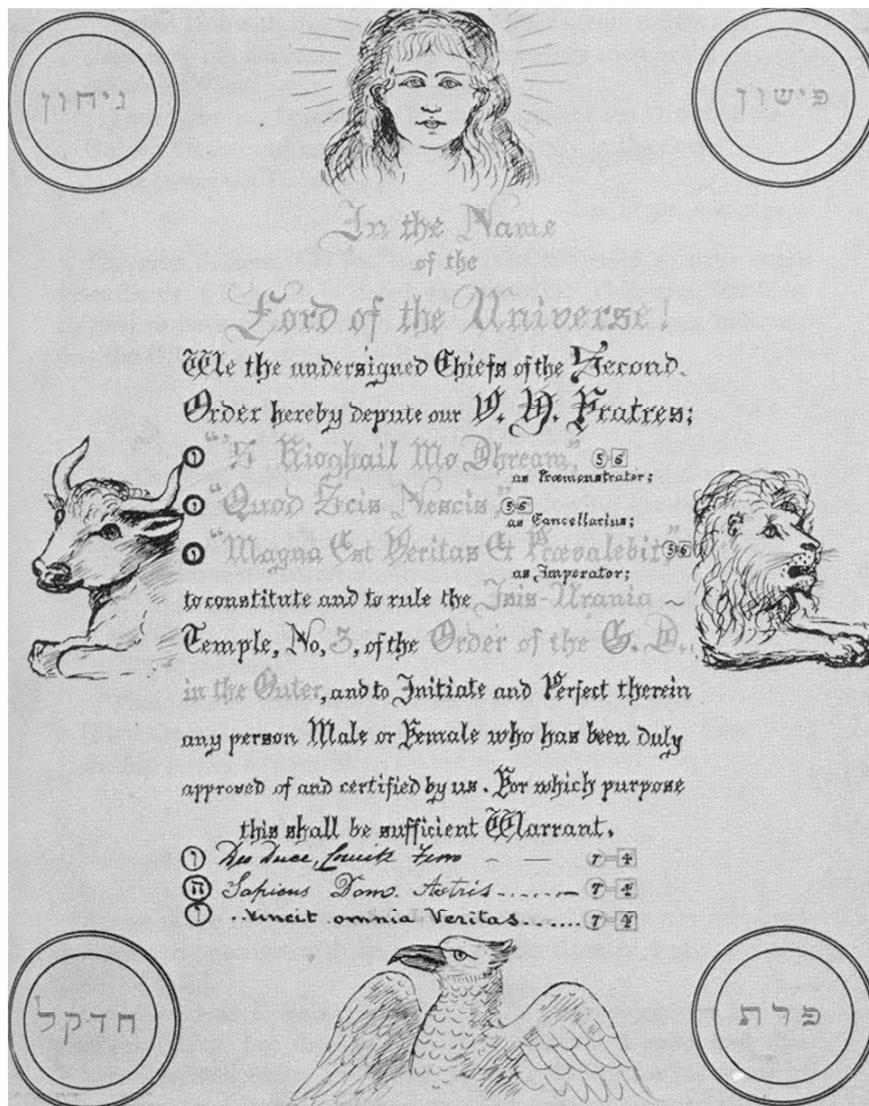 גיחון
פישון
In the Name
of the
Lord of the Universe!
We the undersigned Chiefs of the Second
Order hereby depute our V. H. Fratres;
ו "'S Rioghail Mo Dhream", 5=6
as Præmonstrator;
ו "Quod Scis Nescis" 5=6
as Cancellarius;
ו "Magna Est Veritas Et Prævalebit" 5=6
as Imperator;
to constitute and to rule the Isis-Urania ~
Temple, No, 3, of the Order of the G. D.,
in the Outer, and to Initiate and Perfect therein
any person Male or Female who has been duly
approved of and certified by us. For which purpose
this shall be sufficient Warrant.
Deo Duce, Comite Ferro - — 7=4
ה Sapiens Dom. Astris....... 7=4
Vincit omnia Veritas...... 7=4
חדקל
פרת